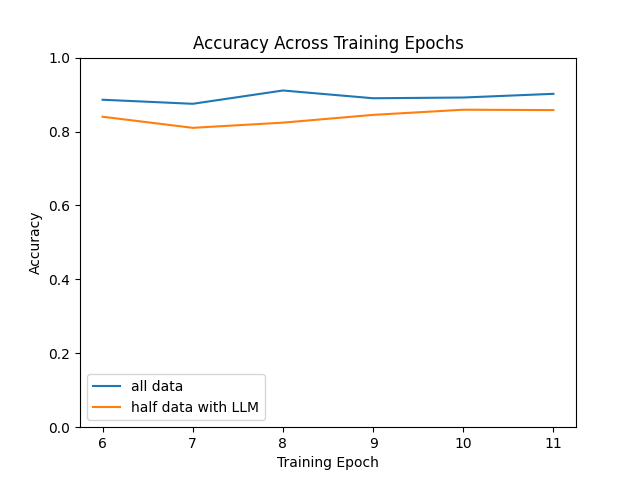 Accuracy Across Training Epochs
1.0
0.8
0.6
0.4
0.2
0.0
Accuracy
all data
half data with LLM
6 7 8 9 10 11
Training Epoch